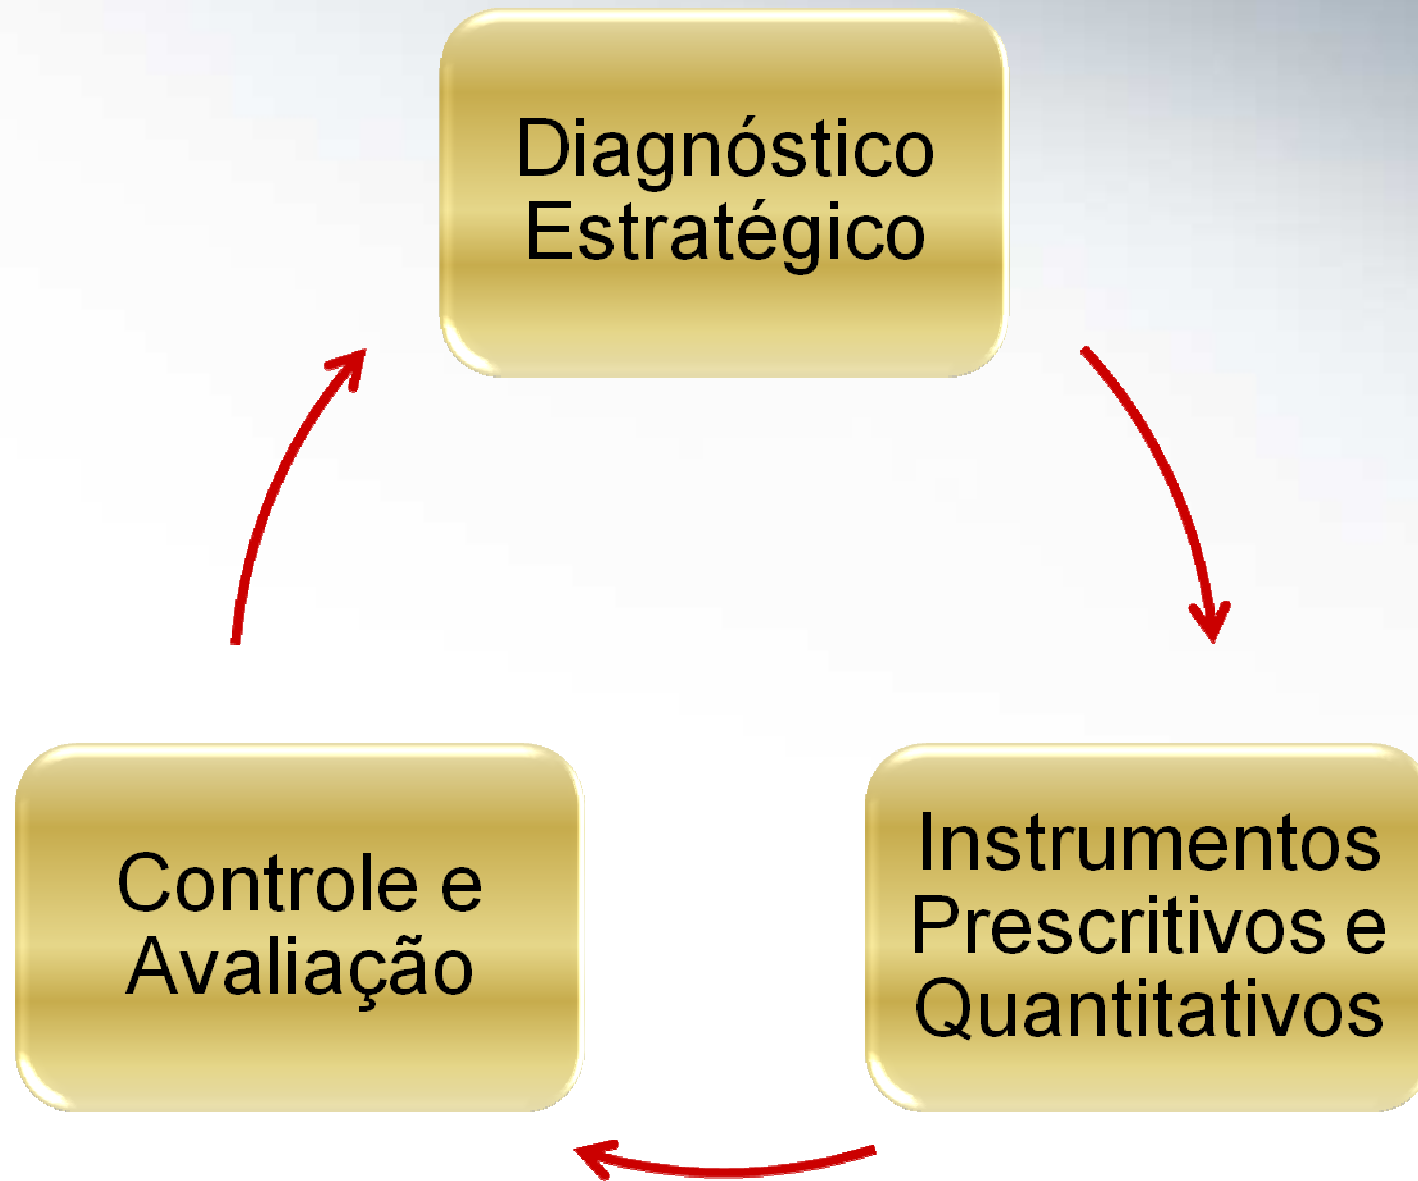 Diagnóstico
Estratégico
Instrumentos
Prescritivos e
Quantitativos
Controle e
Avaliação